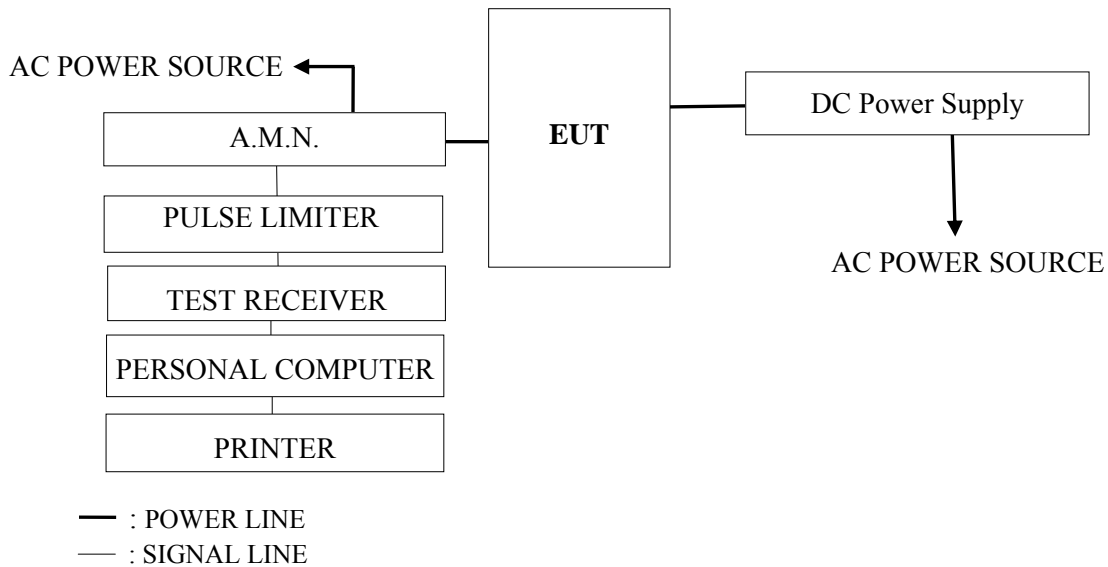 AC POWER SOURCE
A.M.N.
EUT
DC Power Supply
PULSE LIMITER
AC POWER SOURCE
TEST RECEIVER
PERSONAL COMPUTER
PRINTER
: POWER LINE
: SIGNAL LINE